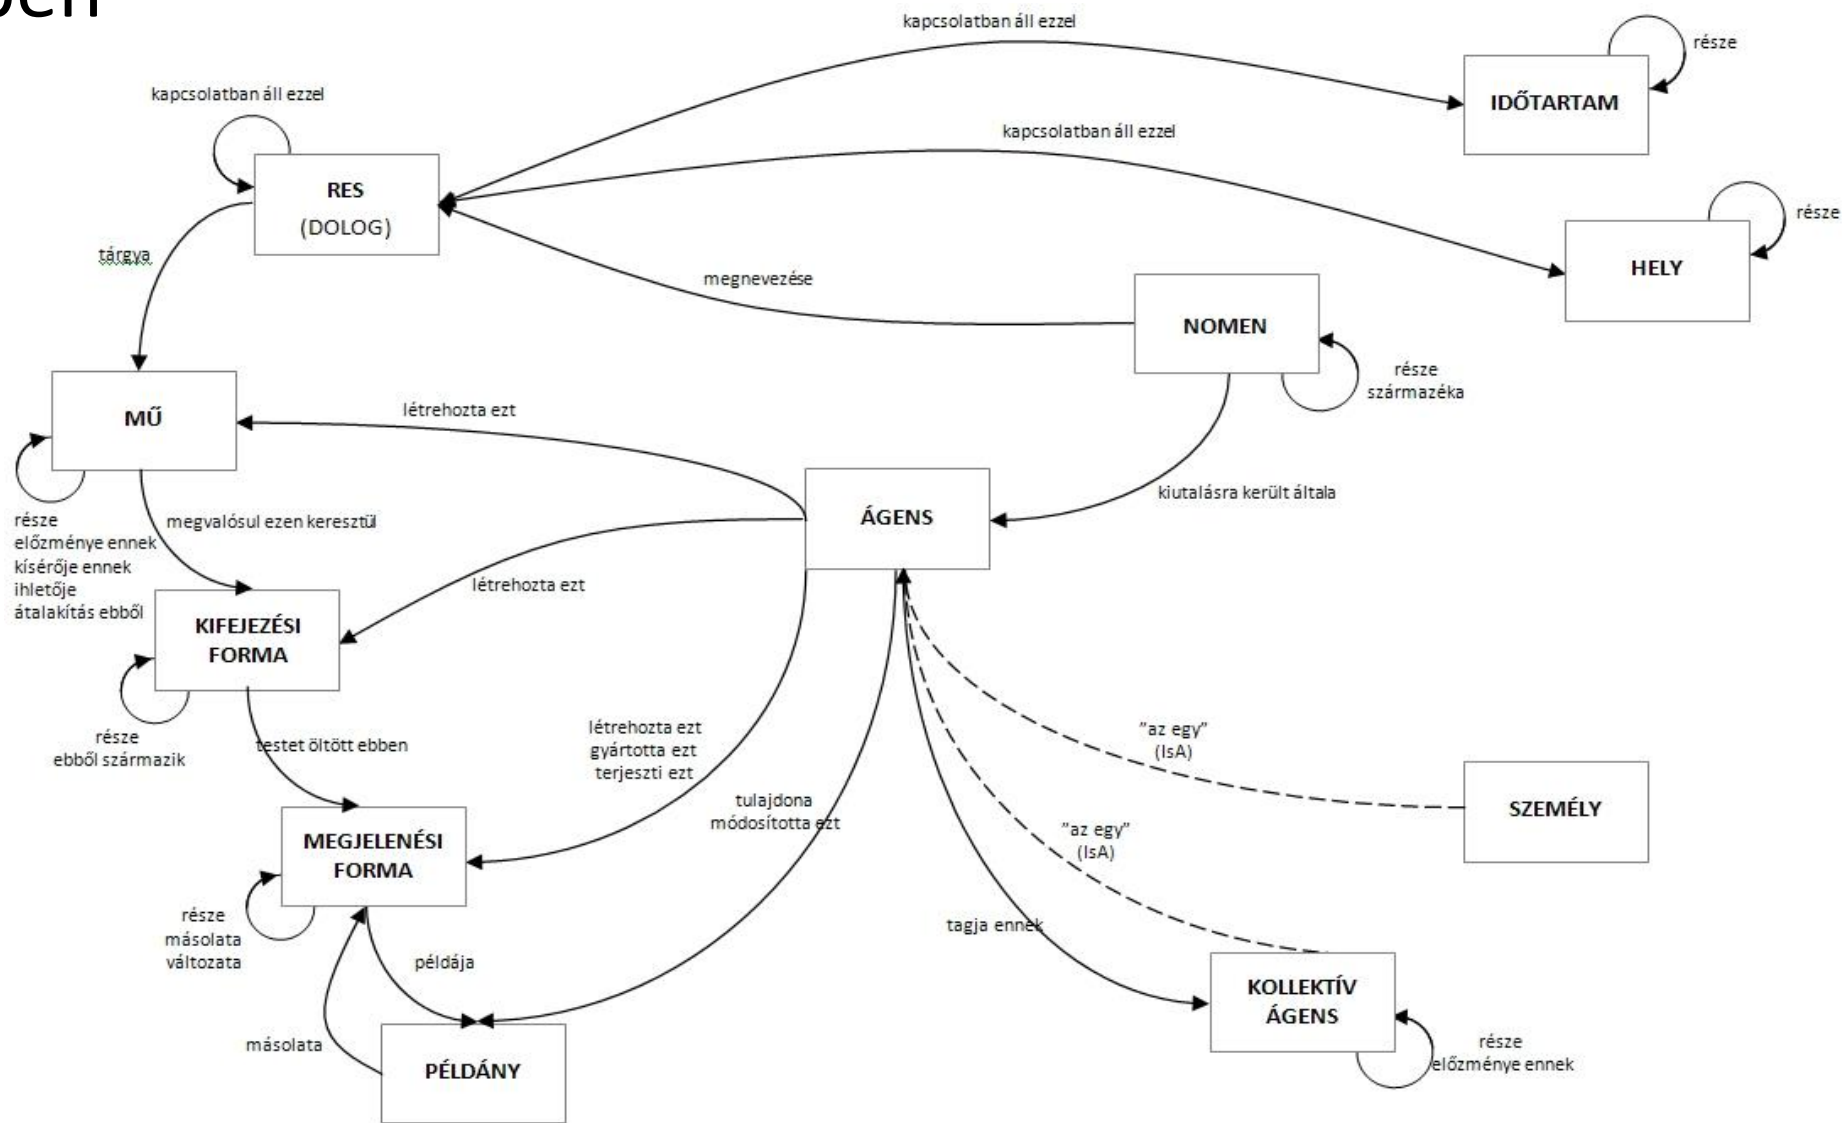 kapcsolatban áll ezzel
része
IDŐTARTAM
kapcsolatban áll ezzel
kapcsolatban áll ezzel
RES
(DOLOG)
része
HELY
tárgya
megnevezése
NOMEN
része
származéka
MŰ
létrehozta ezt
kiutalásra került általa
ÁGENS
része
előzménye ennek
kísérője ennek
ihletője
átalakítás ebből
megvalósul ezen keresztül
létrehozta ezt
KIFEJEZÉSI
FORMA
része
ebből származik
testet öltött ebben
létrehozta ezt
gyártotta ezt
terjeszti ezt
"az egy"
(IsA)
SZEMÉLY
tulajdona
módosította ezt
"az egy"
(IsA)
MEGJELENÉSI
FORMA
része
másolata
változata
tagja ennek
példája
KOLLEKTÍV
ÁGENS
másolata
PÉLDÁNY
része
előzménye ennek